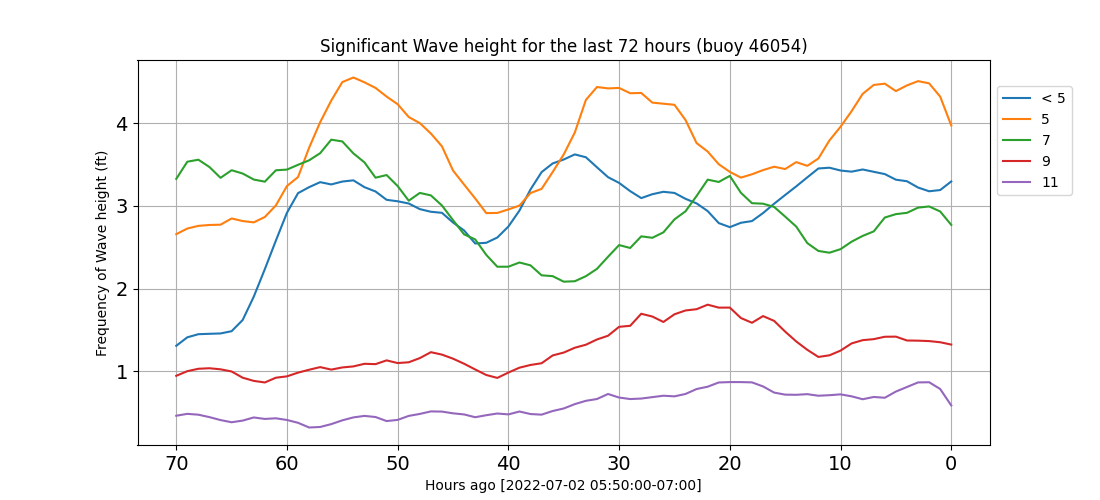 Significant Wave height for the last 72 hours (buoy 46054)
Frequency of Wave height (ft)
4
3
2
1
70 60 50 40 30 20 10 0
Hours ago [2022-07-02 05:50:00-07:00]
< 5
5
7
9
11